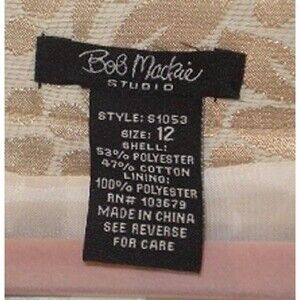 Bob Mackie
STUDIO
STYLE: S1053
SIZE: 12
SHELL:
53% POLYESTER
47% COTTON
LINING:
100% POLYESTER
RN# 103679
MADE IN CHINA
SEE REVERSE
FOR CARE